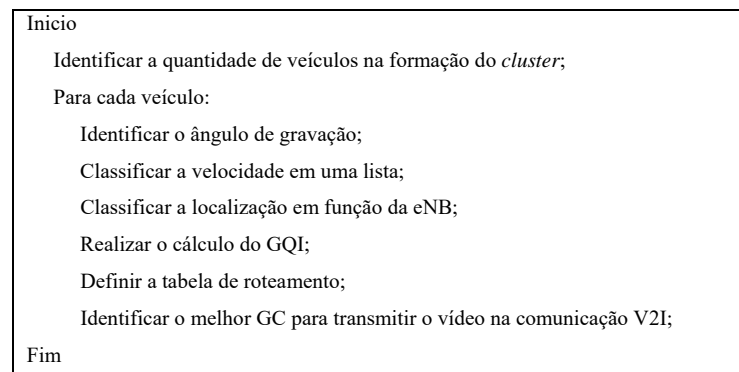 Inicio
Identificar a quantidade de veículos na formação do cluster;
Para cada veículo:
Identificar o ângulo de gravação;
Classificar a velocidade em uma lista;
Classificar a localização em função da eNB;
Realizar o cálculo do GQI;
Definir a tabela de roteamento;
Identificar o melhor GC para transmitir o vídeo na comunicação V2I;
Fim